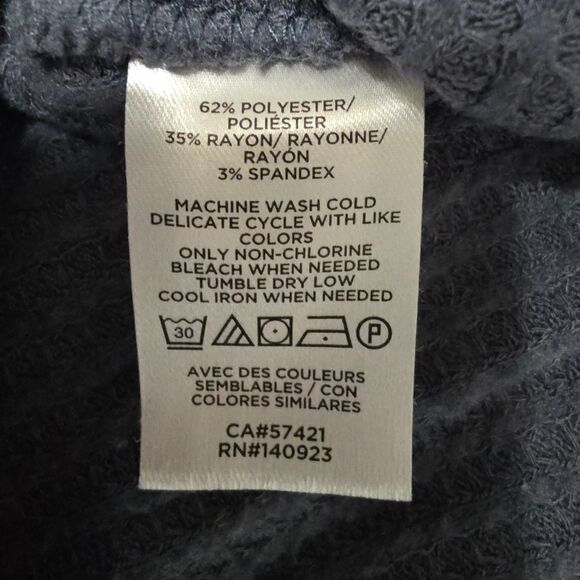 62% POLYESTER/
POLIÉSTER
35% RAYON/ RAYONNE/
RAYÓN
3% SPANDEX
MACHINE WASH COLD
DELICATE CYCLE WITH LIKE
COLORS
ONLY NON-CHLORINE
BLEACH WHEN NEEDED
TUMBLE DRY LOW
COOL IRON WHEN NEEDED
30 P
AVEC DES COULEURS
SEMBLABLES / CON
COLORES SIMILARES
CA#57421
RN#140923